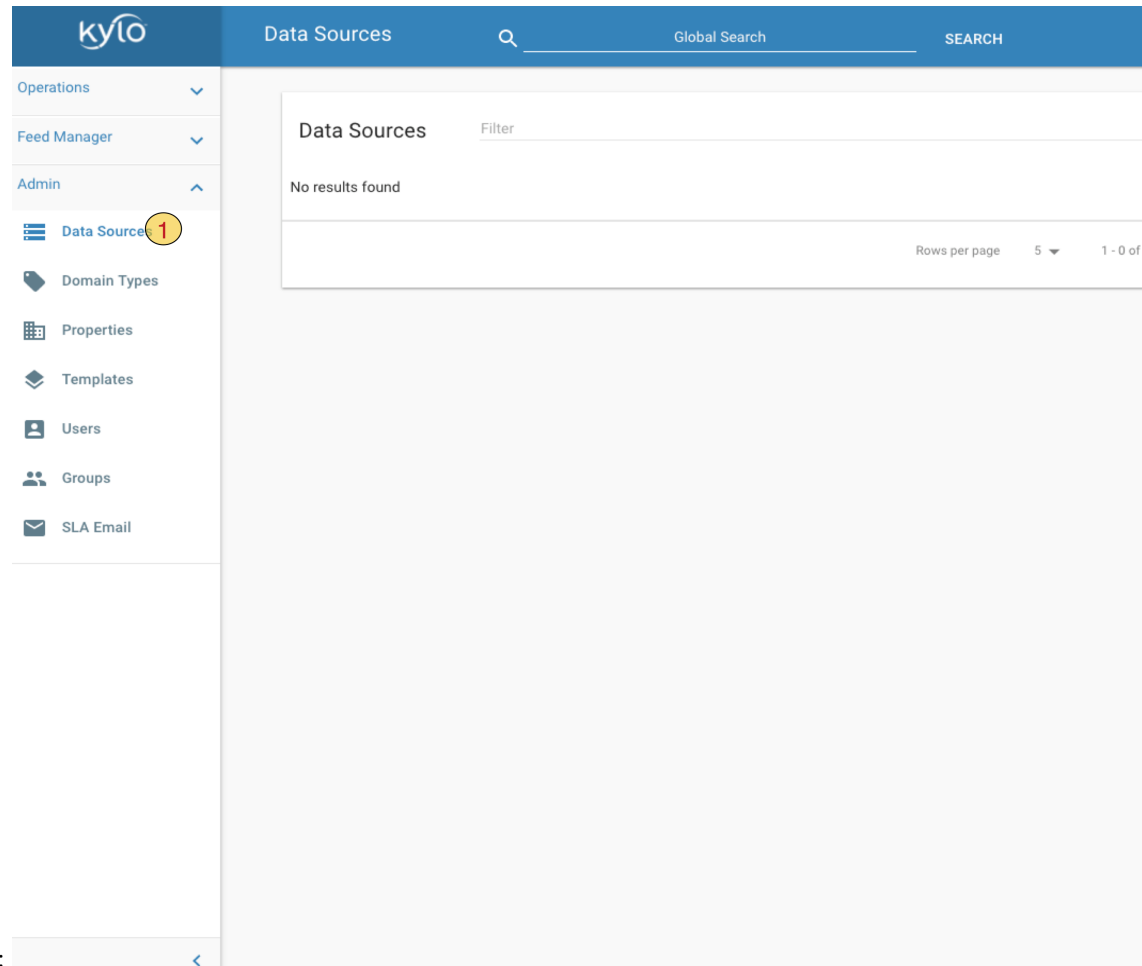 kylo
Data Sources
Global Search
SEARCH
Operations
Feed Manager
Admin
Data Sources 1
Domain Types
Properties
Templates
Users
Groups
SLA Email
Data Sources
Filter
No results found
Rows per page 5 1 - 0 of